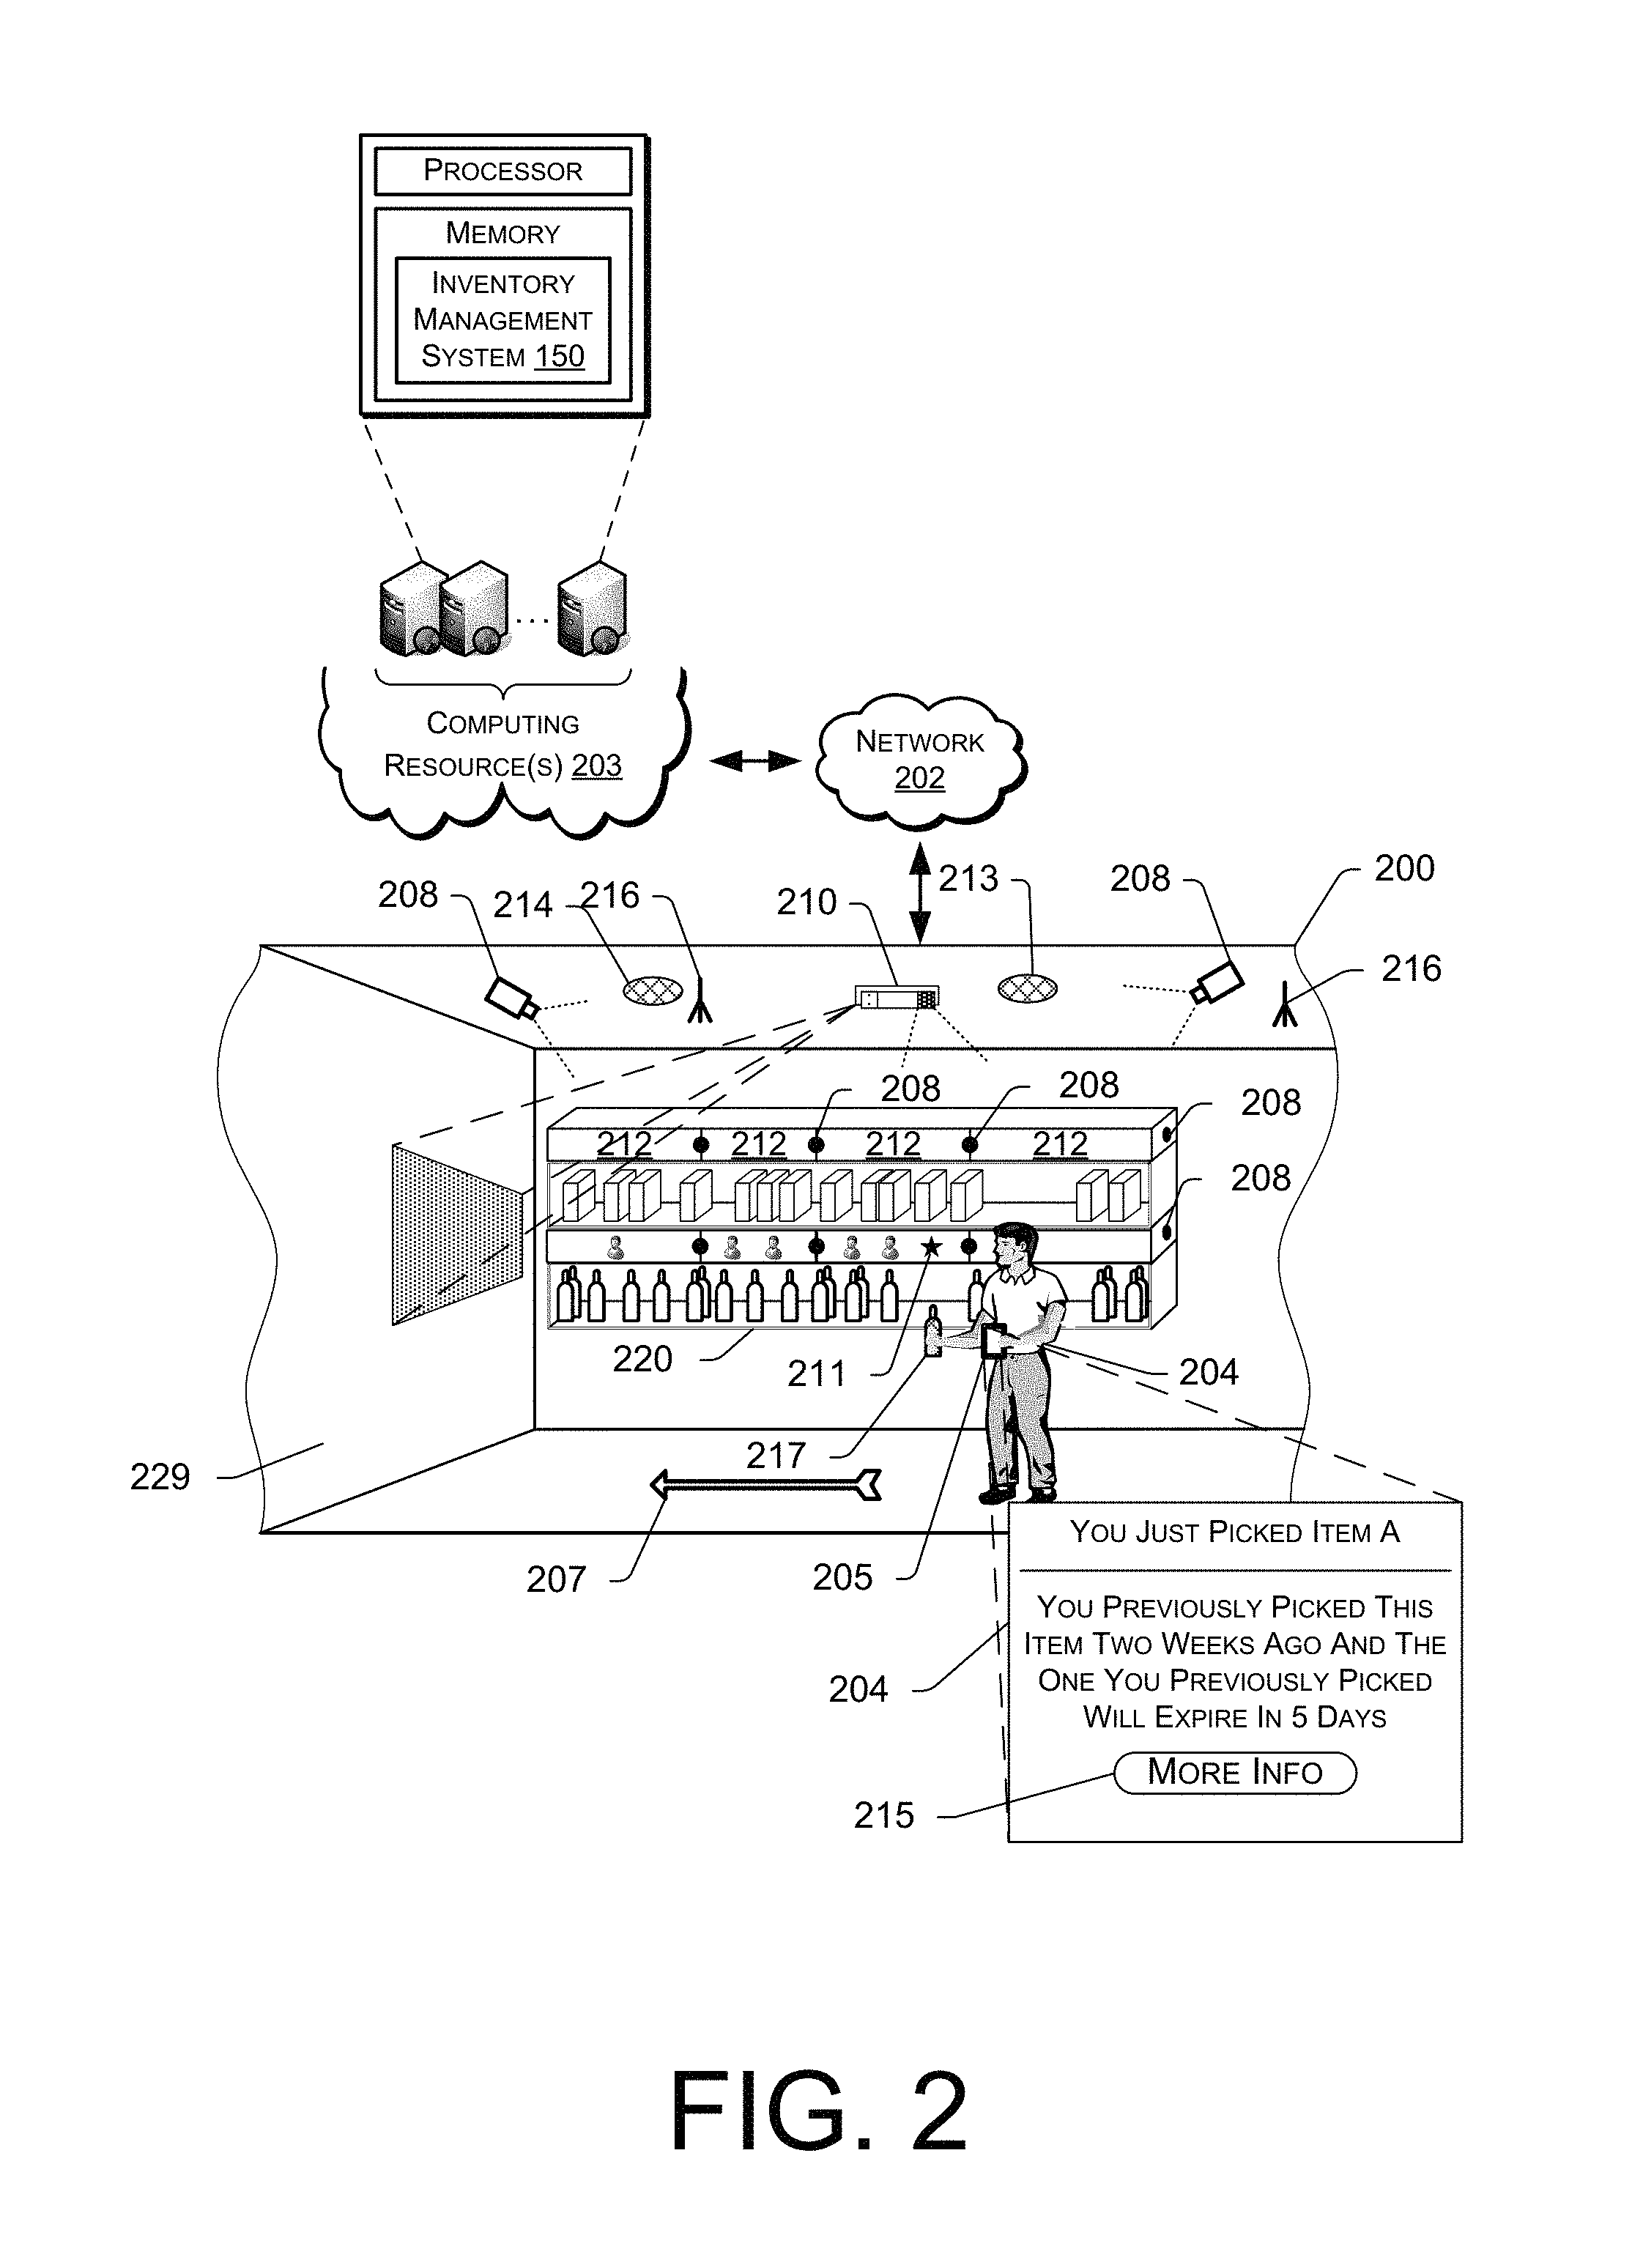 PROCESSOR
MEMORY
INVENTORY
MANAGEMENT
SYSTEM 150
COMPUTING
RESOURCE(S) 203
NETWORK
202
208
214
216
210
213
208
200
216
208
208
208
208
212
212
212
212
220
211
204
217
229
207
205
YOU JUST PICKED ITEM A
YOU PREVIOUSLY PICKED THIS
ITEM TWO WEEKS AGO AND THE
ONE YOU PREVIOUSLY PICKED
WILL EXPIRE IN 5 DAYS
204
MORE INFO
215
FIG. 2